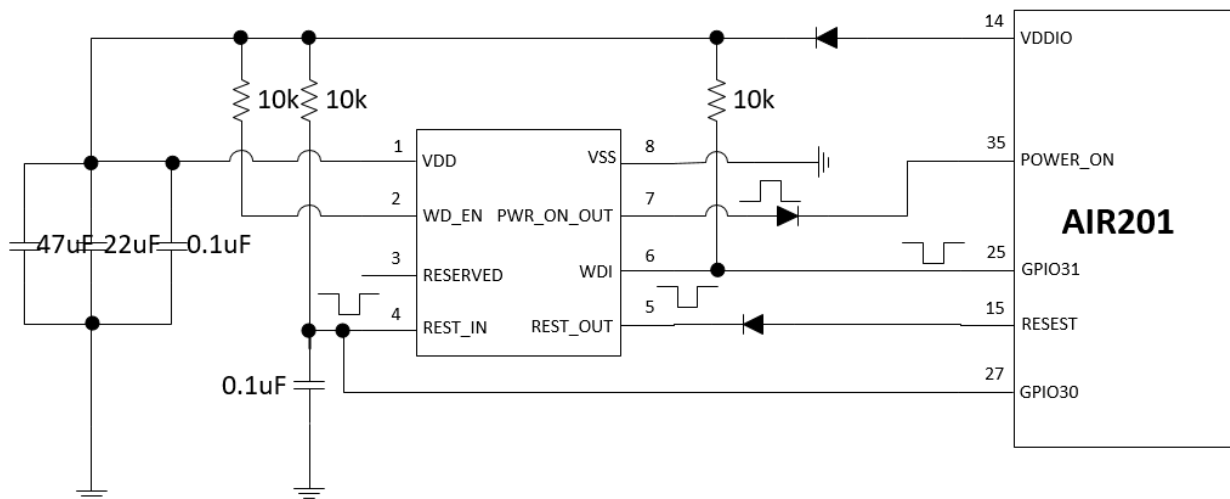 14
VDDIO
10k
10k
10k
1
VDD
VSS
8
35
POWER_ON
2
WD_EN
PWR_ON_OUT
7
AIR201
47uF
22uF
0.1uF
3
RESERVED
WDI
6
25
GPIO31
4
REST_IN
REST_OUT
5
15
RESEST
0.1uF
27
GPIO30